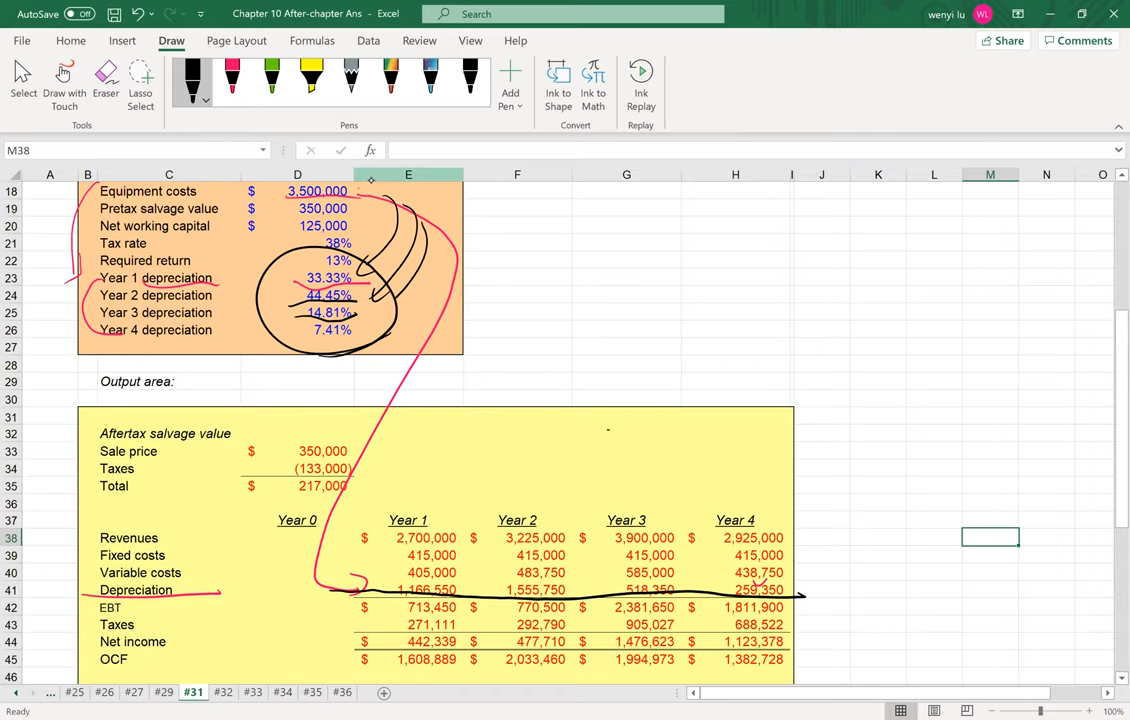 AutoSave Off Chapter 10 After-chapter Ans - Excel Search wenyi lu WL
File Home Insert Draw Page Layout Formulas Data Review View Help Share Comments
Select Draw with Touch Eraser Lasso Select Add Pen Ink to Shape Ink to Math Ink Replay
Tools Pens Convert Replay
M38 fx
A B C D E F G H I J K L M N O
18 Equipment costs $ 3,500,000
19 Pretax salvage value $ 350,000
20 Net working capital $ 125,000
21 Tax rate 38%
22 Required return 13%
23 Year 1 depreciation 33.33%
24 Year 2 depreciation 44.45%
25 Year 3 depreciation 14.81%
26 Year 4 depreciation 7.41%
27
28
29 Output area:
30
31
32 Aftertax salvage value -
33 Sale price $ 350,000
34 Taxes (133,000)
35 Total $ 217,000
36
37 Year 0 Year 1 Year 2 Year 3 Year 4
38 Revenues $ 2,700,000 $ 3,225,000 $ 3,900,000 $ 2,925,000
39 Fixed costs 415,000 415,000 415,000 415,000
40 Variable costs 405,000 483,750 585,000 438,750
41 Depreciation 1,166,550 1,555,750 518,350 259,350
42 EBT $ 713,450 $ 770,500 $ 2,381,650 $ 1,811,900
43 Taxes 271,111 292,790 905,027 688,522
44 Net income $ 442,339 $ 477,710 $ 1,476,623 $ 1,123,378
45 OCF $ 1,608,889 $ 2,033,460 $ 1,994,973 $ 1,382,728
46
... #25 #26 #27 #29 #31 #32 #33 #34 #35 #36
Ready 100%